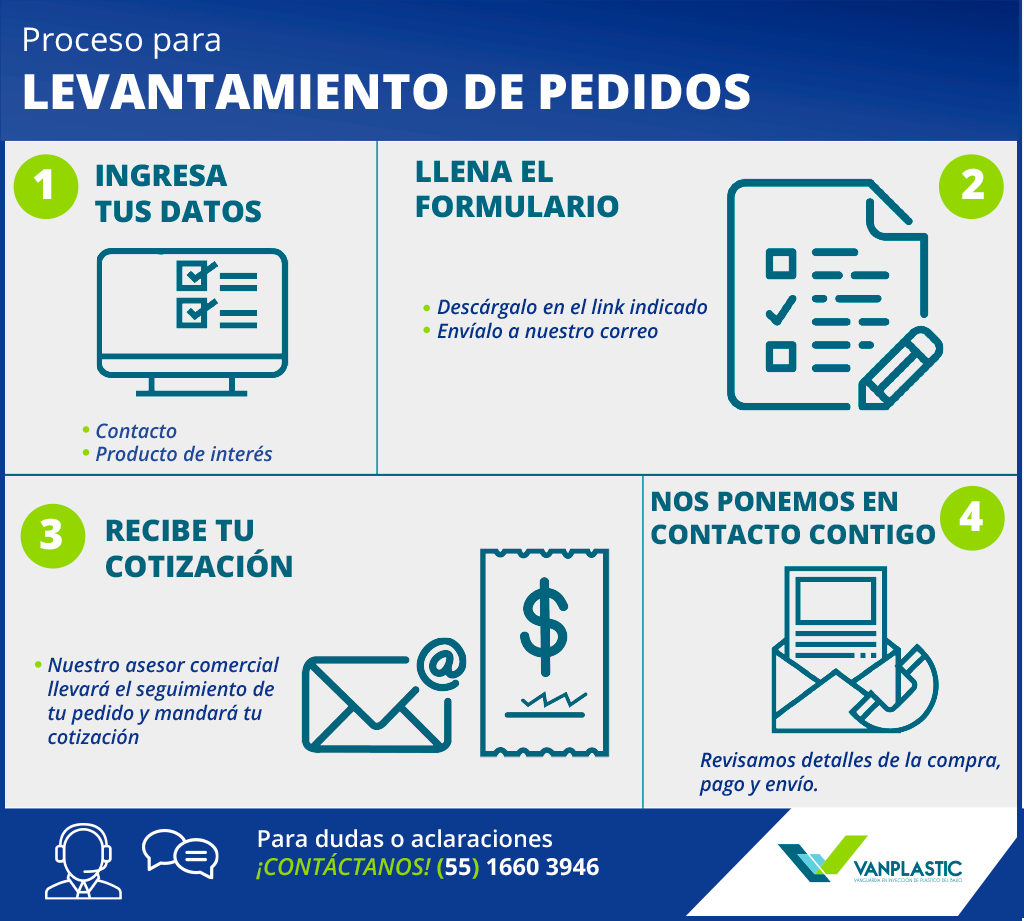 Proceso para
LEVANTAMIENTO DE PEDIDOS
1
INGRESA
TUS DATOS
• Contacto
• Producto de interés
2
LLENA EL
FORMULARIO
• Descárgalo en el link indicado
• Envíalo a nuestro correo
3
RECIBE TU
COTIZACIÓN
• Nuestro asesor comercial
llevará el seguimiento de
tu pedido y mandará tu
cotización
@
$
4
NOS PONEMOS EN
CONTACTO CONTIGO
Revisamos detalles de la compra,
pago y envío.
Para dudas o aclaraciones
¡CONTÁCTANOS! (55) 1660 3946
VANPLASTIC
VANGUARDIA EN INYECCIÓN DE PLÁSTICO DEL BAJÍO